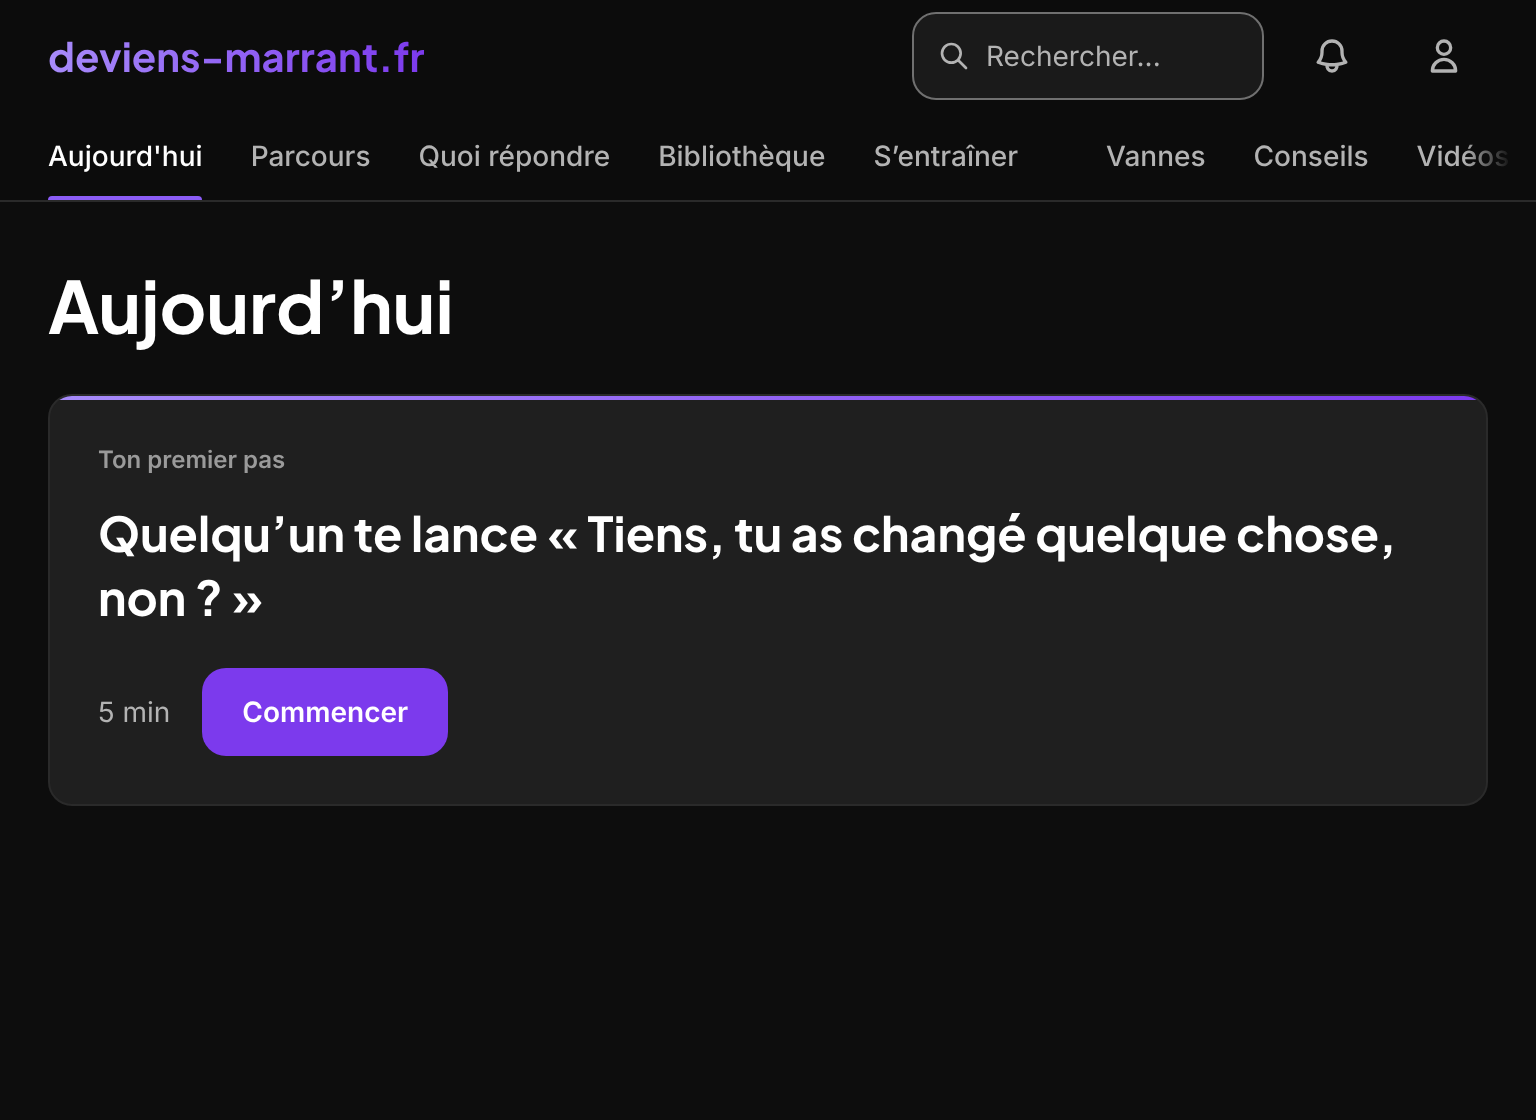 deviens-marrant.fr
Rechercher...
Aujourd'hui Parcours Quoi répondre Bibliothèque S’entraîner Vannes Conseils Vidéos
Aujourd’hui
Ton premier pas
Quelqu’un te lance « Tiens, tu as changé quelque chose,
non ? »
5 min Commencer